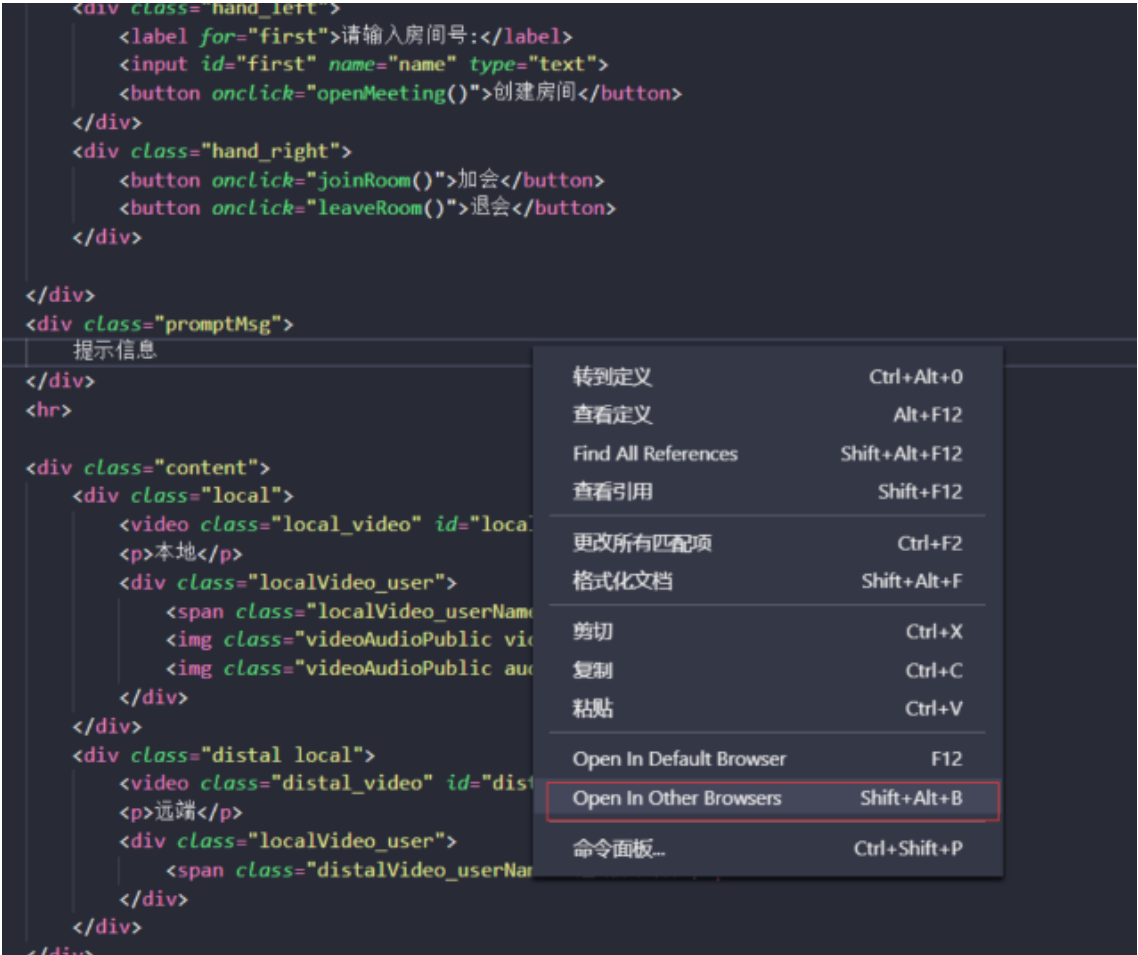 <div class="hand_left">
<label for="first">请输入房间号:</label>
<input id="first" name="name" type="text">
<button onclick="openMeeting()">创建房间</button>
</div>
<div class="hand_right">
<button onclick="joinRoom()">加会</button>
<button onclick="leaveRoom()">退会</button>
</div>
</div>
<div class="promptMsg">
提示信息
</div>
<hr>
<div class="content">
<div class="local">
<video class="local_video" id="loca
<p>本地</p>
<div class="localVideo_user">
<span class="localVideo_userName
<img class="videoAudioPublic vid
<img class="videoAudioPublic aud
</div>
</div>
<div class="distal local">
<video class="distal_video" id="dist
<p>远端</p>
<div class="localVideo_user">
<span class="distalVideo_userNam
</div>
</div>
</div>
转到定义 Ctrl+Alt+0
查看定义 Alt+F12
Find All References Shift+Alt+F12
查看引用 Shift+F12
更改所有匹配项 Ctrl+F2
格式化文档 Shift+Alt+F
剪切 Ctrl+X
复制 Ctrl+C
粘贴 Ctrl+V
Open In Default Browser F12
Open In Other Browsers Shift+Alt+B
命令面板... Ctrl+Shift+P